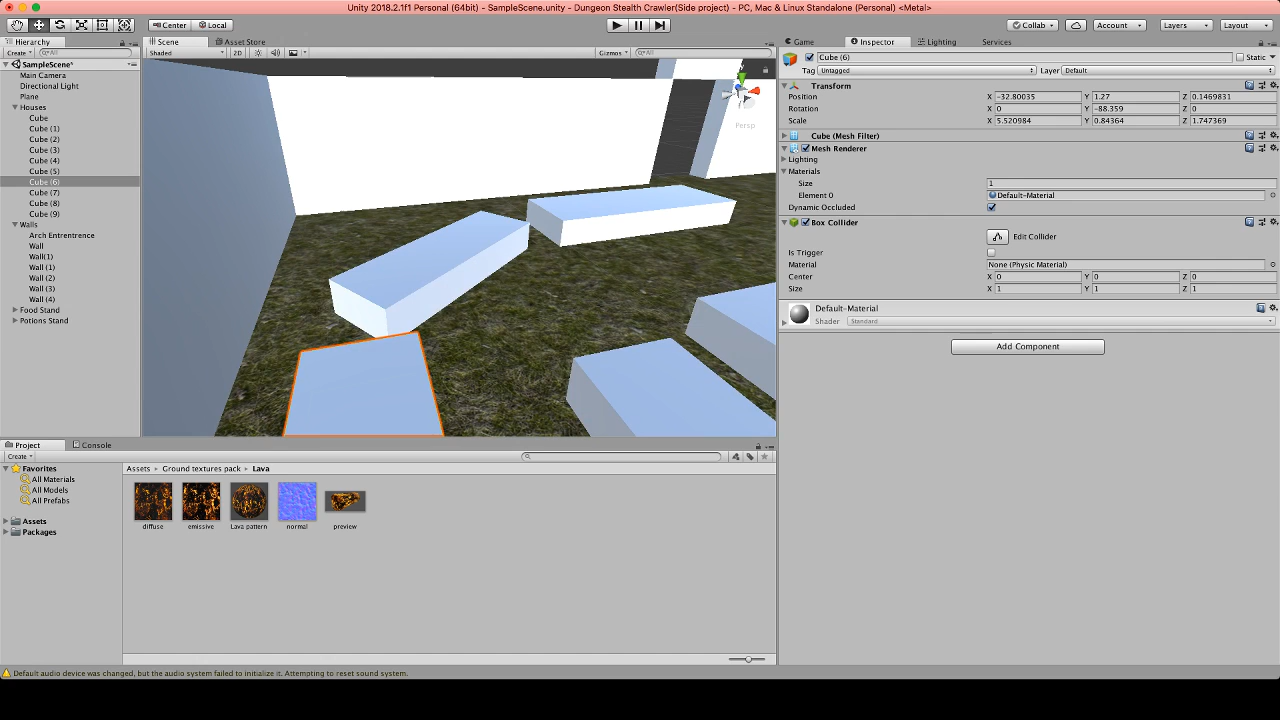 Unity 2018.2.1f1 Personal (64bit) - SampleScene.unity - Dungeon Stealth Crawler(Side project) - PC, Mac & Linux Standalone (Personal) <Metal>
Center Local Collab Account Layers Layout
Hierarchy
Create All
SampleScene*
Main Camera
Directional Light
Plane
Houses
Cube
Cube (1)
Cube (2)
Cube (3)
Cube (4)
Cube (5)
Cube (6)
Cube (7)
Cube (8)
Cube (9)
Walls
Arch Entrentrence
Wall
Wall(1)
Wall (1)
Wall (2)
Wall (3)
Wall (4)
Food Stand
Potions Stand
Scene Asset Store
Shaded 2D Gizmos All
Persp
Game Inspector Lighting Services
Cube (6) Static
Tag Untagged Layer Default
Transform
Position X -32.80035 Y 1.27 Z 0.1469831
Rotation X 0 Y -88.359 Z 0
Scale X 5.520984 Y 0.84364 Z 1.747369
Cube (Mesh Filter)
Mesh Renderer
Lighting
Materials
Size 1
Element 0 Default-Material
Dynamic Occluded
Box Collider
Edit Collider
Is Trigger
Material None (Physic Material)
Center X 0 Y 0 Z 0
Size X 1 Y 1 Z 1
Default-Material
Shader Standard
Add Component
Project Console
Create
Favorites
All Materials
All Models
All Prefabs
Assets
Packages
Assets Ground textures pack Lava
diffuse emissive Lava pattern normal preview
Default audio device was changed, but the audio system failed to initialize it. Attempting to reset sound system.